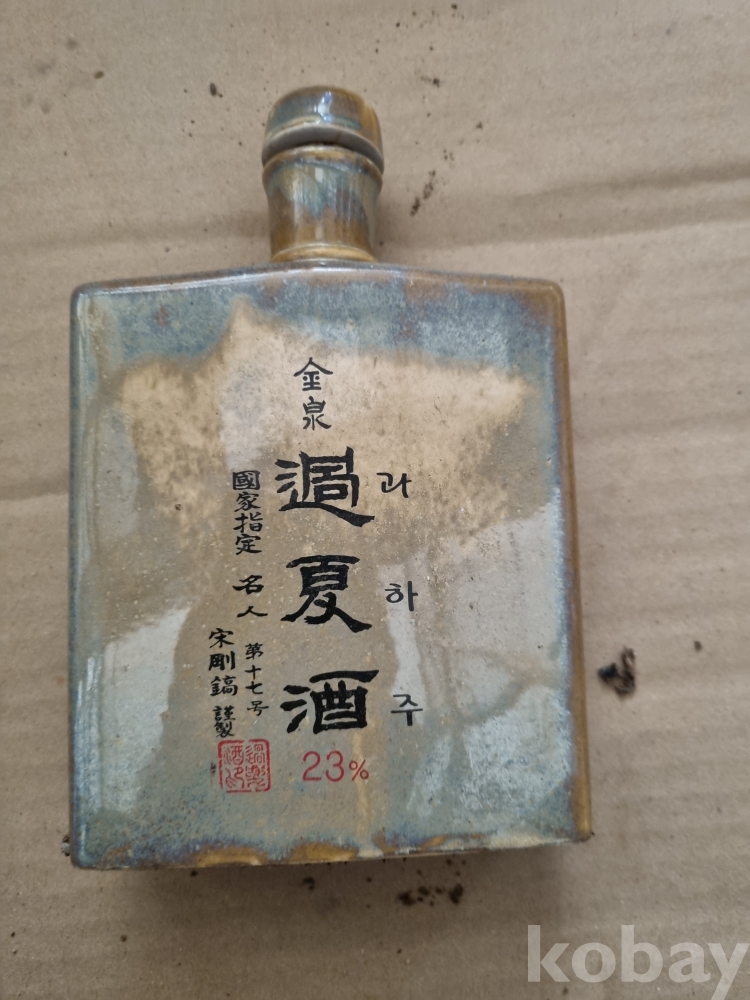 金泉
過夏酒
과하주
國家指定 名人 第十七号
宋剛鎬 謹製
23%
kobay